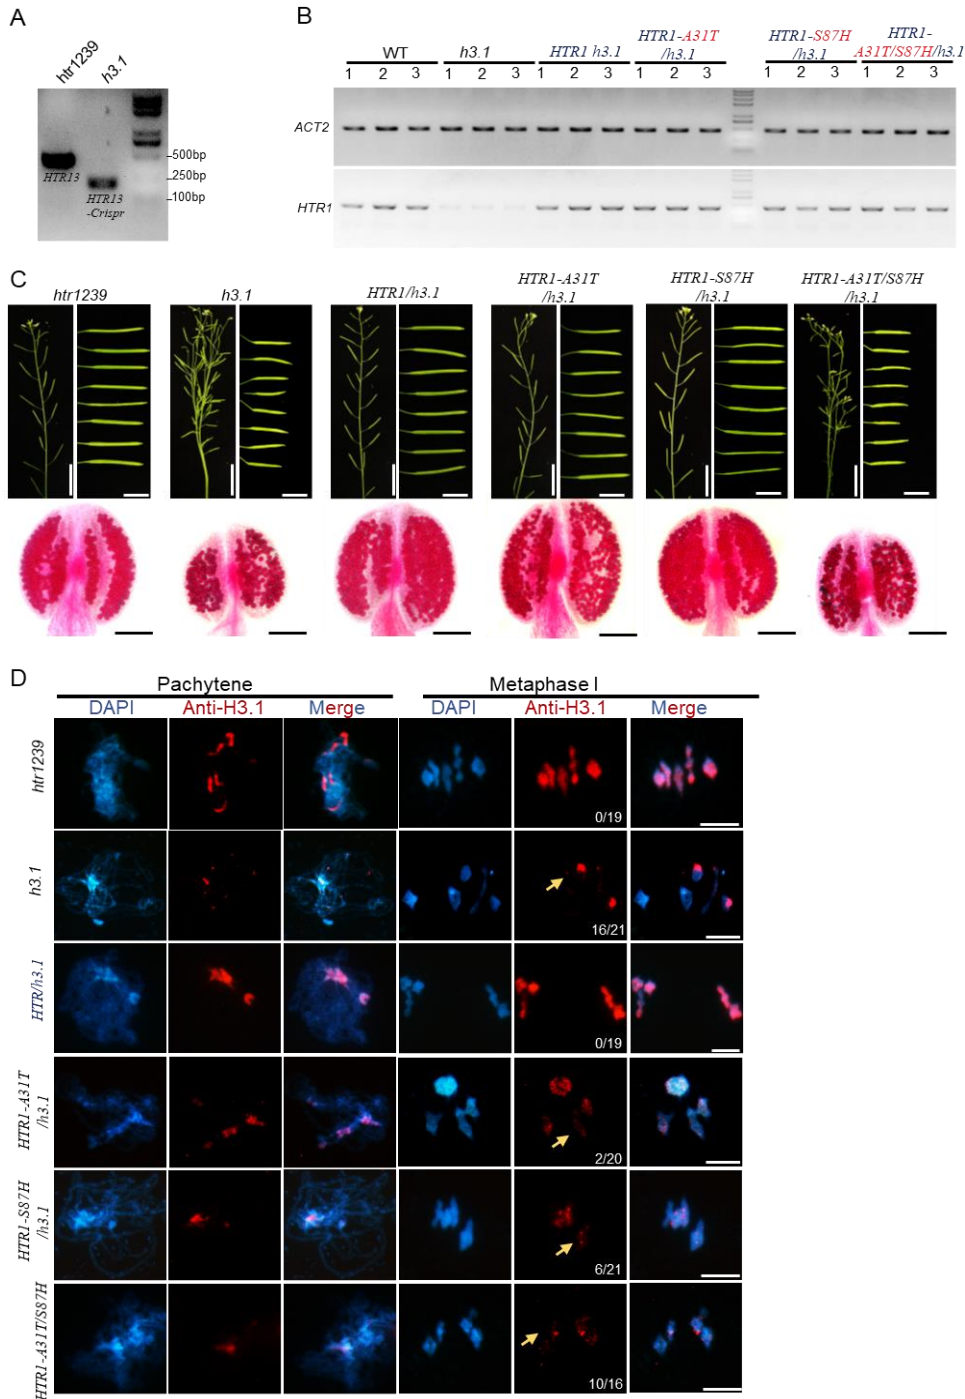 A
htr1239
h3.1
500bp
250bp
100bp
HTR13
HTR13
-Crispr
B
WT
h3.1
HTR1 h3.1
HTR1-A31T
/h3.1
HTR1-S87H
/h3.1
HTR1-
A31T/S87H/h3.1
1 2 3 1 2 3 1 2 3 1 2 3 1 2 3 1 2 3
ACT2
HTR1
C
htr1239
h3.1
HTR1/h3.1
HTR1-A31T
/h3.1
HTR1-S87H
/h3.1
HTR1-A31T/S87H
/h3.1
D
Pachytene
Metaphase I
DAPI Anti-H3.1 Merge DAPI Anti-H3.1 Merge
htr1239
0/19
h3.1
16/21
HTR/h3.1
0/19
HTR1-A31T
/h3.1
2/20
HTR1-S87H
/h3.1
6/21
HTR1-A31T/S87H
10/16